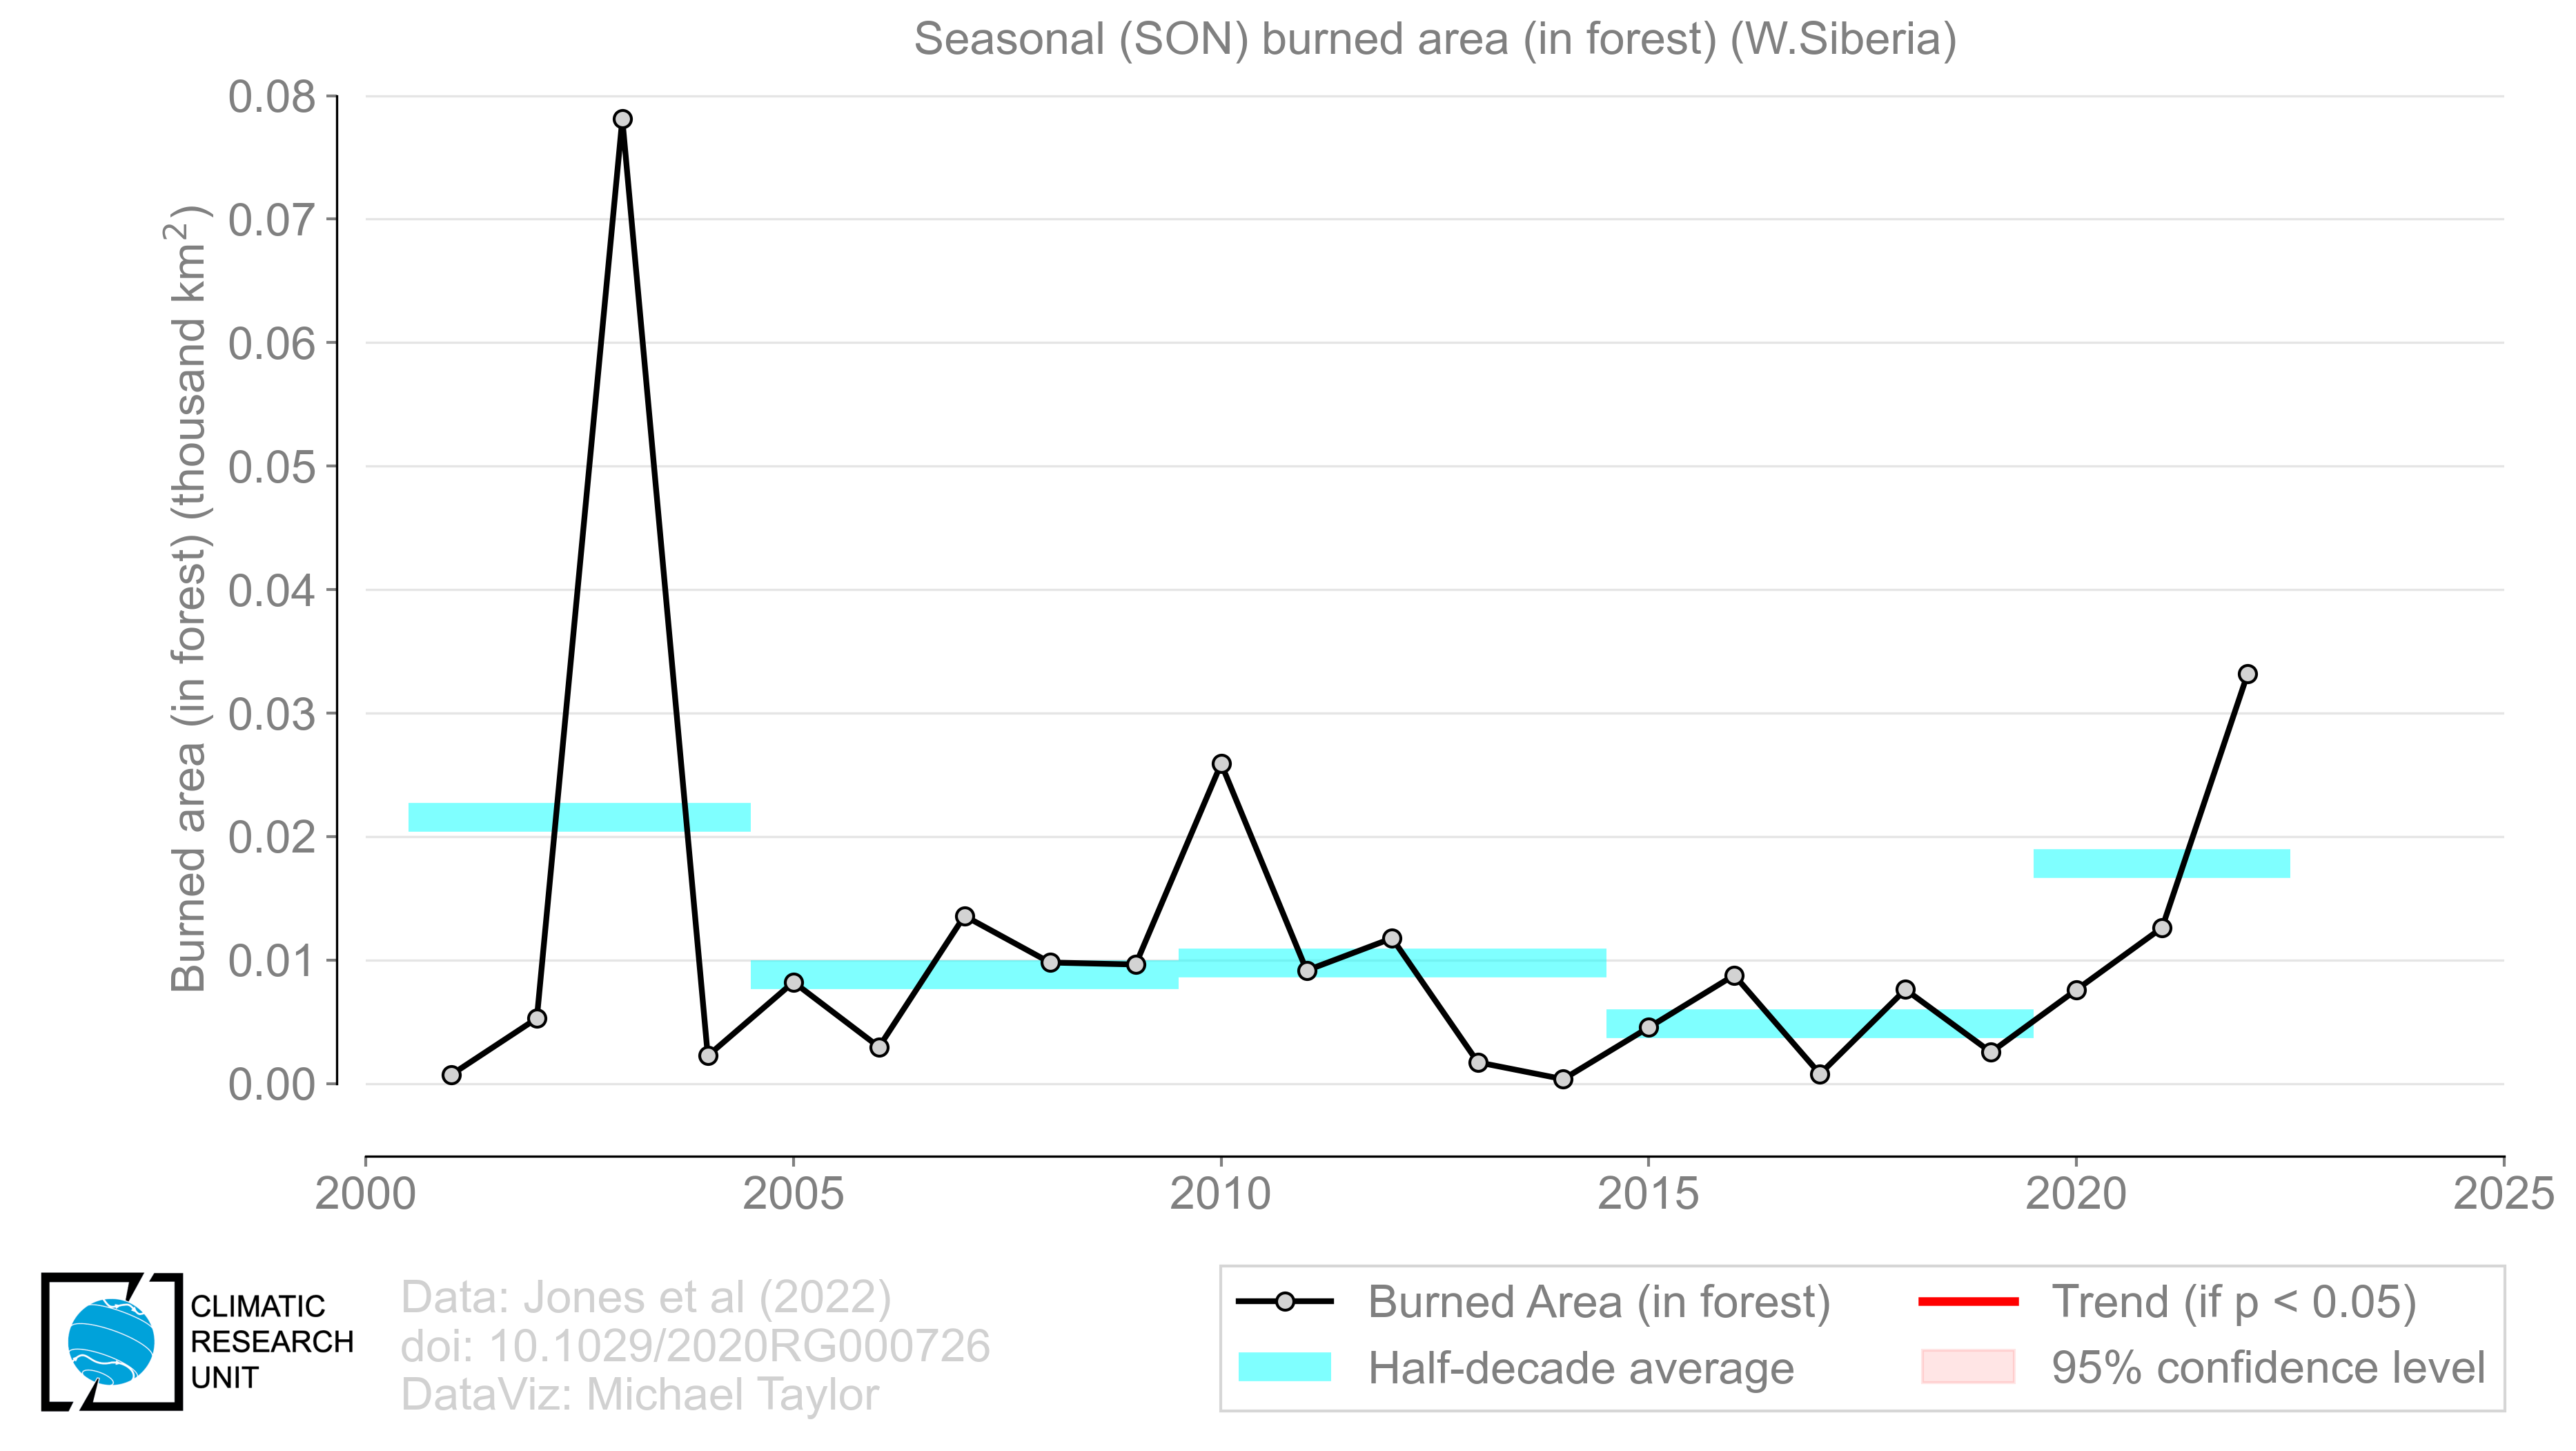 Seasonal (SON) burned area (in forest) (W.Siberia)
Burned area (in forest) (thousand km²)
0.08
0.07
0.06
0.05
0.04
0.03
0.02
0.01
0.00
2000 2005 2010 2015 2020 2025
CLIMATIC
RESEARCH
UNIT
Data: Jones et al (2022)
doi: 10.1029/2020RG000726
DataViz: Michael Taylor
Burned Area (in forest)
Half-decade average
Trend (if p < 0.05)
95% confidence level